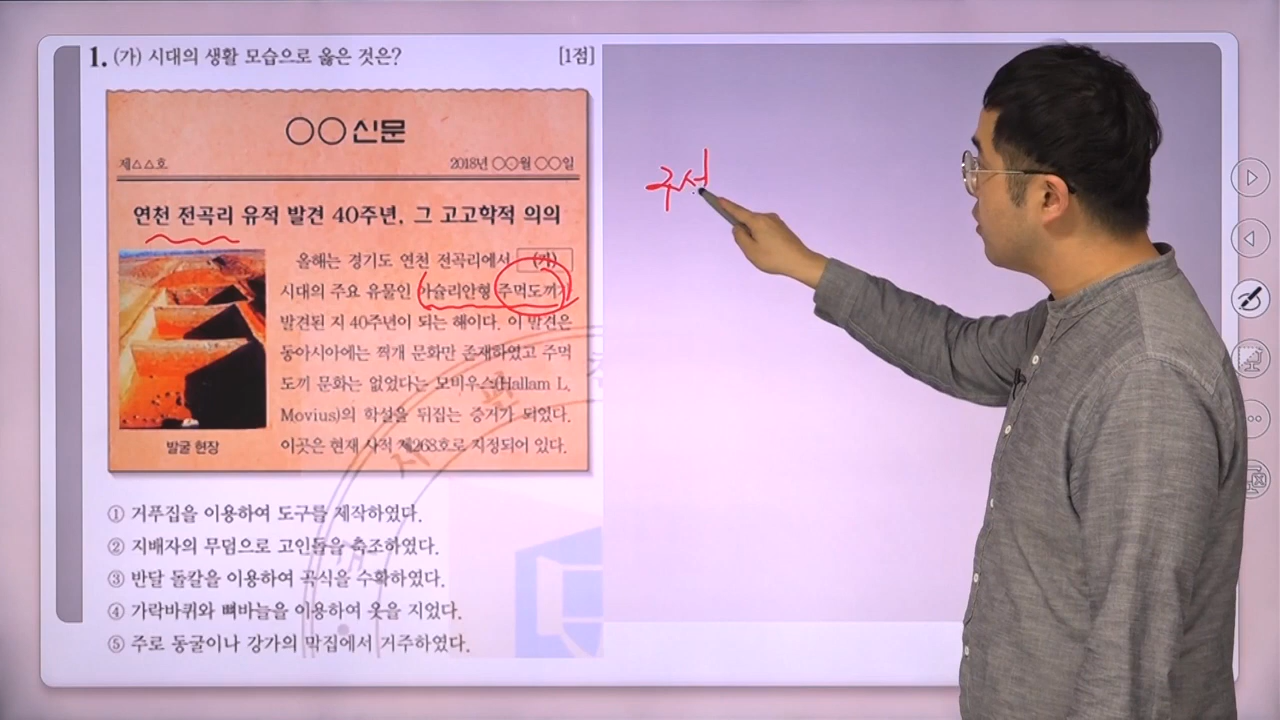 1. (가) 시대의 생활 모습으로 옳은 것은? [1점]
○○신문
제△△호 2018년 ○○월 ○○일
연천 전곡리 유적 발견 40주년, 그 고고학적 의의
올해는 경기도 연천 전곡리에서 (가)
시대의 주요 유물인 아슐리안형 주먹도끼가
발견된 지 40주년이 되는 해이다. 이 발견은
동아시아에는 찍개 문화만 존재하였고 주먹
도끼 문화는 없었다는 모비우스(Hallam L.
Movius)의 학설을 뒤집는 증거가 되었다.
이곳은 현재 사적 제268호로 지정되어 있다.
발굴 현장
① 거푸집을 이용하여 도구를 제작하였다.
② 지배자의 무덤으로 고인돌을 축조하였다.
③ 반달 돌칼을 이용하여 곡식을 수확하였다.
④ 가락바퀴와 뼈바늘을 이용하여 옷을 지었다.
⑤ 주로 동굴이나 강가의 막집에서 거주하였다.
구석